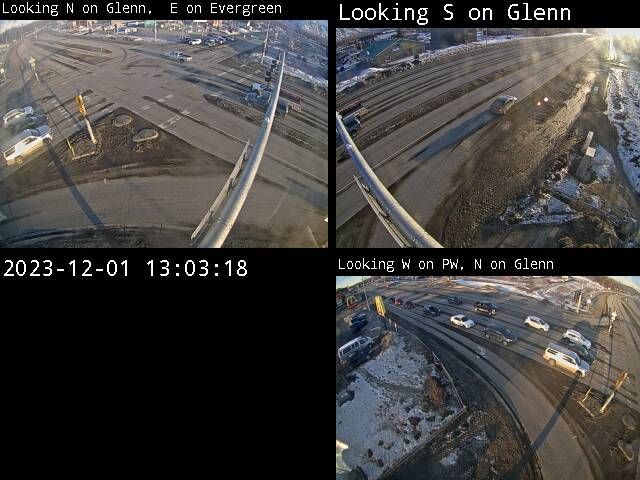 Looking N on Glenn,  E on Evergreen
Looking S on Glenn
2023-12-01 13:03:18
Looking W on PW, N on Glenn